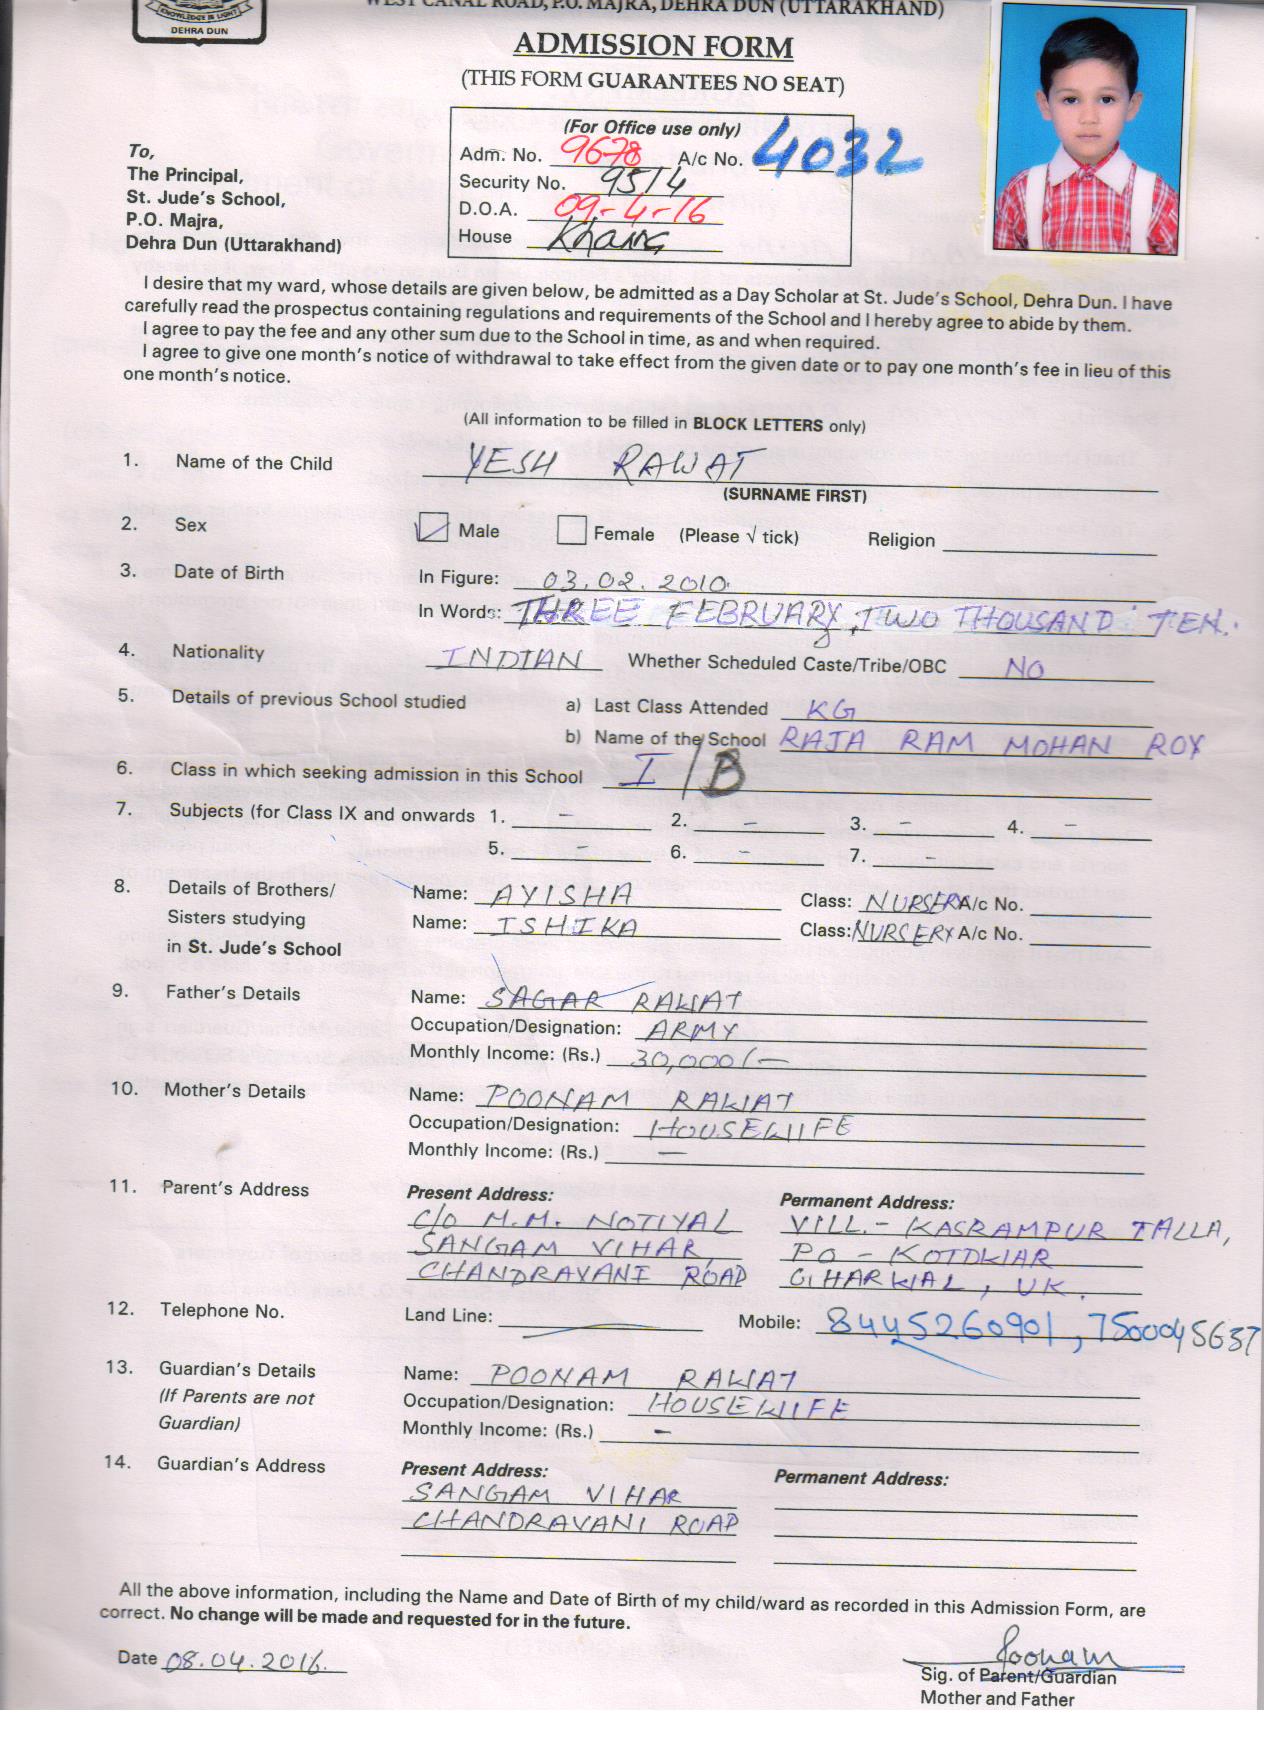 WEST CANAL ROAD, P.O. MAJRA, DEHRA DUN (UTTARAKHAND)
KNOWLEDGE IS LIGHT
DEHRA DUN
ADMISSION FORM
(THIS FORM GUARANTEES NO SEAT)
(For Office use only)
Adm. No. 9678 A/c No. 4032
Security No. 9514
D.O.A. 09-4-16
House
To,
The Principal,
St. Jude's School,
P.O. Majra,
Dehra Dun (Uttarakhand)
I desire that my ward, whose details are given below, be admitted as a Day Scholar at St. Jude's School, Dehra Dun. I have
carefully read the prospectus containing regulations and requirements of the School and I hereby agree to abide by them.
I agree to pay the fee and any other sum due to the School in time, as and when required.
I agree to give one month's notice of withdrawal to take effect from the given date or to pay one month's fee in lieu of this
one month's notice.
(All information to be filled in BLOCK LETTERS only)
1. Name of the Child YESH RAWAT
(SURNAME FIRST)
2. Sex Male Female (Please √ tick) Religion
3. Date of Birth In Figure: 03.02.2010.
In Words: THREE FEBRUARY, TWO THOUSAND TEN.
4. Nationality INDIAN Whether Scheduled Caste/Tribe/OBC NO
5. Details of previous School studied a) Last Class Attended KG
b) Name of the School RAJA RAM MOHAN ROY
6. Class in which seeking admission in this School I/B
7. Subjects (for Class IX and onwards 1. - 2. - 3. - 4. -
5. - 6. - 7. -
8. Details of Brothers/ Name: AYISHA Class: NURSERY A/c No.
Sisters studying Name: ISHIKA Class: NURSERY A/c No.
in St. Jude's School
9. Father's Details Name: SAGAR RAWAT
Occupation/Designation: ARMY
Monthly Income: (Rs.) 30,000/-
10. Mother's Details Name: POONAM RAWAT
Occupation/Designation: HOUSEWIFE
Monthly Income: (Rs.) -
11. Parent's Address Present Address: Permanent Address:
C/O M.M. NOTIYAL VILL.- KASRAMPUR TALLA,
SANGAM VIHAR, PO - KOTDWAR
CHANDRAVANI ROAD GHARWAL, UK.
12. Telephone No. Land Line: Mobile: 8445260901, 7500045637
13. Guardian's Details Name: POONAM RAWAT
(If Parents are not Occupation/Designation: HOUSEWIFE
Guardian) Monthly Income: (Rs.) -
14. Guardian's Address Present Address: Permanent Address:
SANGAM VIHAR
CHANDRAVANI ROAD
All the above information, including the Name and Date of Birth of my child/ward as recorded in this Admission Form, are
correct. No change will be made and requested for in the future.
Date 08.04.2016. Poonam
Sig. of Parent/Guardian
Mother and Father